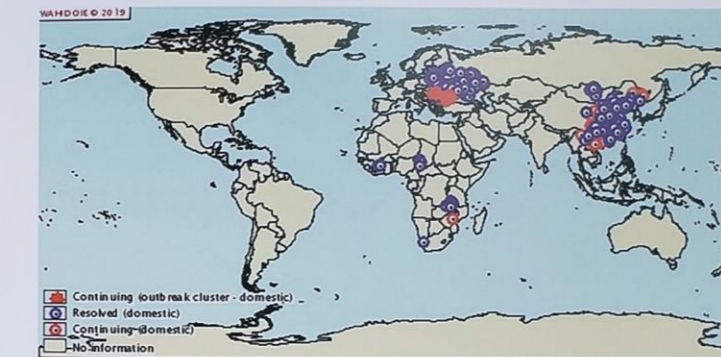 WAHID OIE © 2019
Continuing (outbreak cluster - domestic)
Resolved (domestic)
Continuing (domestic)
No information